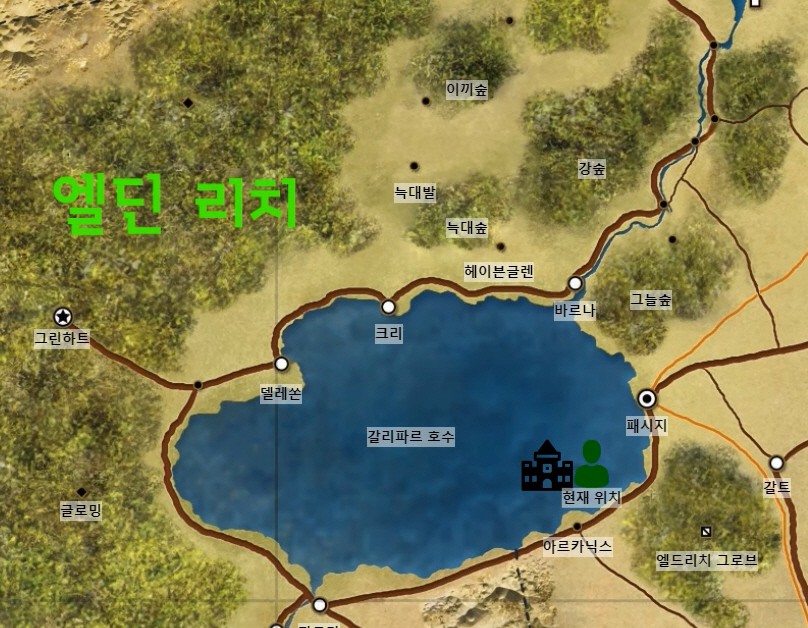 이끼숲
강숲
엘딘 리치
늑대발
늑대숲
헤이븐글렌
그늘숲
바르나
크리
그린하트
델레쏜
패시지
갈리파르 호수
갈트
현재 위치
글로밍
아르카닉스
엘드리치 그로브